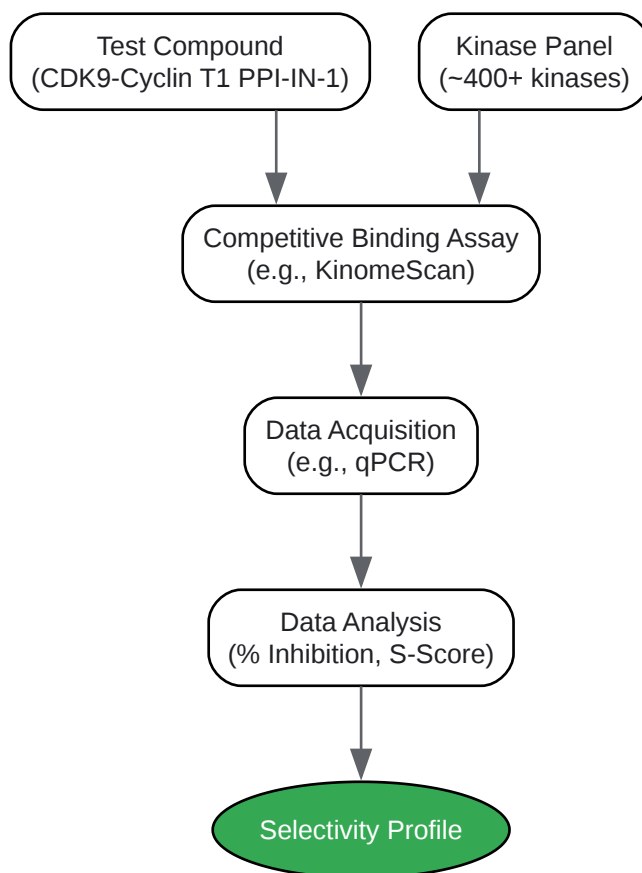 Test Compound
(CDK9-Cyclin T1 PPI-IN-1)
Kinase Panel
(~400+ kinases)
Competitive Binding Assay
(e.g., KinomeScan)
Data Acquisition
(e.g., qPCR)
Data Analysis
(% Inhibition, S-Score)
Selectivity Profile